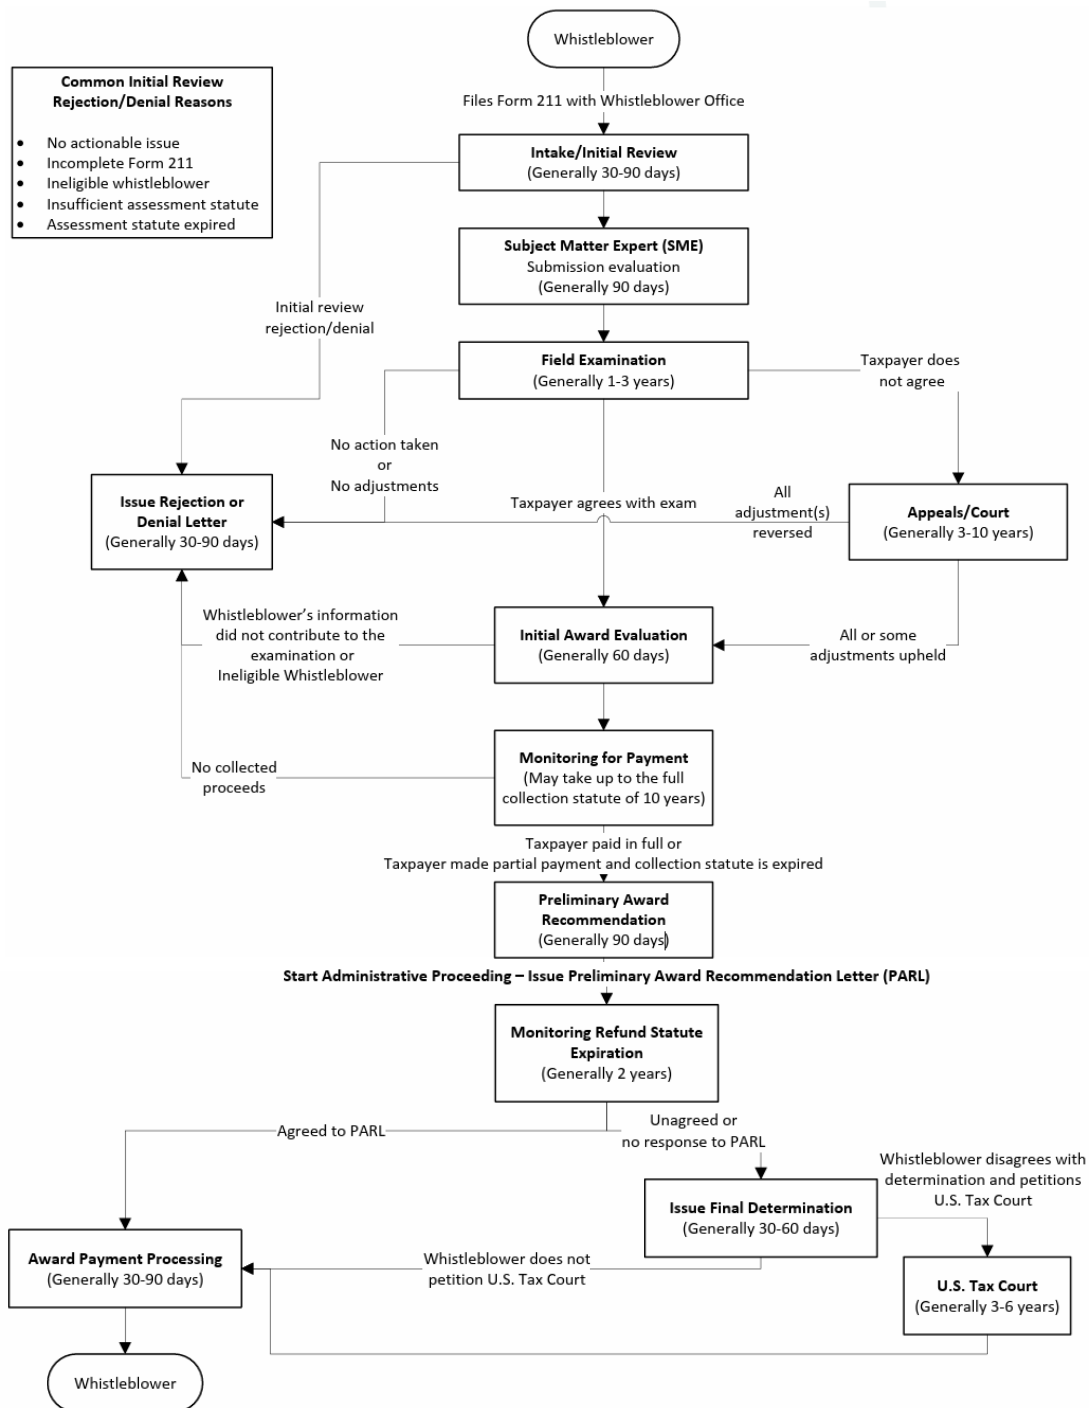 Whistleblower
Files Form 211 with Whistleblower Office
Common Initial Review
Rejection/Denial Reasons
• No actionable issue
• Incomplete Form 211
• Ineligible whistleblower
• Insufficient assessment statute
• Assessment statute expired
Intake/Initial Review
(Generally 30-90 days)
Subject Matter Expert (SME)
Submission evaluation
(Generally 90 days)
Initial review
rejection/denial
Field Examination
(Generally 1-3 years)
Taxpayer does
not agree
No action taken
or
No adjustments
Issue Rejection or
Denial Letter
(Generally 30-90 days)
Taxpayer agrees with exam
All
adjustment(s)
reversed
Appeals/Court
(Generally 3-10 years)
Whistleblower’s information
did not contribute to the
examination or
Ineligible Whistleblower
Initial Award Evaluation
(Generally 60 days)
All or some
adjustments upheld
Monitoring for Payment
(May take up to the full
collection statute of 10 years)
No collected
proceeds
Taxpayer paid in full or
Taxpayer made partial payment and collection statute is expired
Preliminary Award
Recommendation
(Generally 90 days)
Start Administrative Proceeding – Issue Preliminary Award Recommendation Letter (PARL)
Monitoring Refund Statute
Expiration
(Generally 2 years)
Agreed to PARL
Unagreed or
no response to PARL
Whistleblower disagrees with
determination and petitions
U.S. Tax Court
Issue Final Determination
(Generally 30-60 days)
Award Payment Processing
(Generally 30-90 days)
Whistleblower does not
petition U.S. Tax Court
U.S. Tax Court
(Generally 3-6 years)
Whistleblower